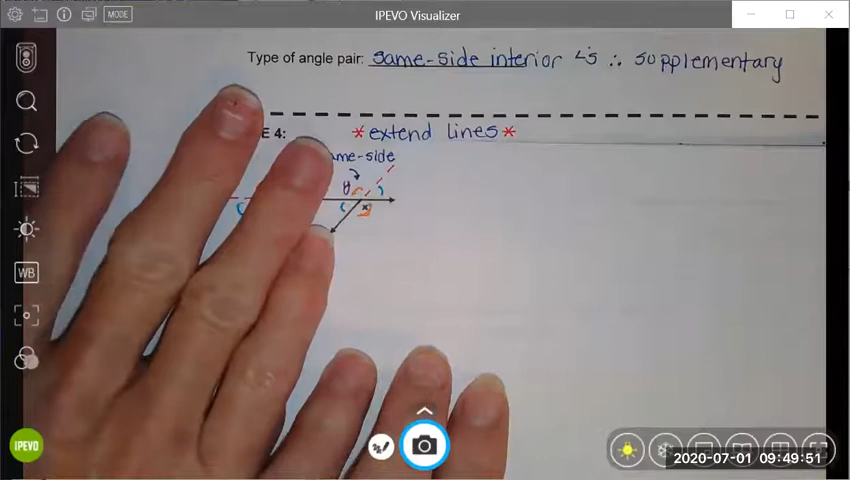 IPEVO Visualizer
MODE
Type of angle pair: same-side interior ∠'s ∴ supplementary
E 4: *extend lines*
ame-side
θ
x
WB
IPEVO
2020-07-01 09:49:51